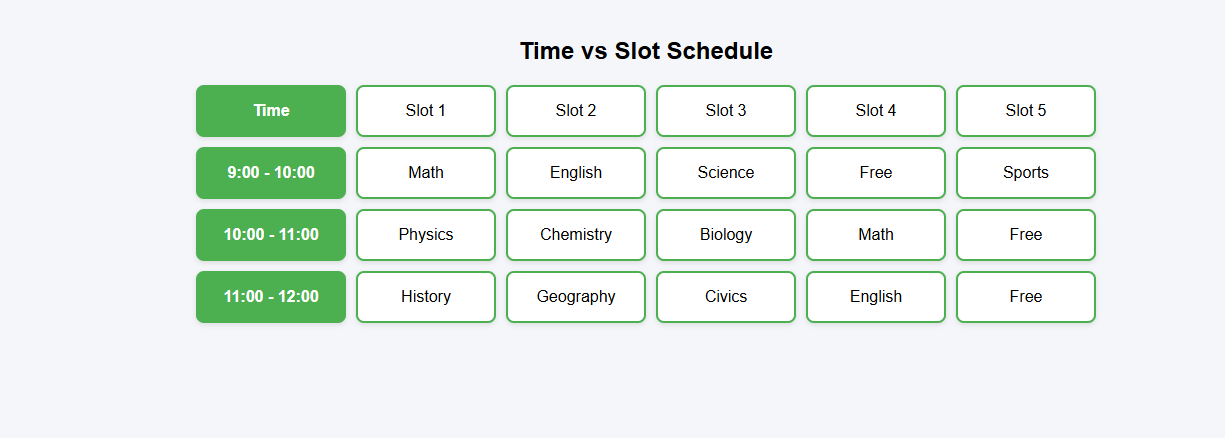 Time vs Slot Schedule
Time Slot 1 Slot 2 Slot 3 Slot 4 Slot 5
9:00 - 10:00 Math English Science Free Sports
10:00 - 11:00 Physics Chemistry Biology Math Free
11:00 - 12:00 History Geography Civics English Free